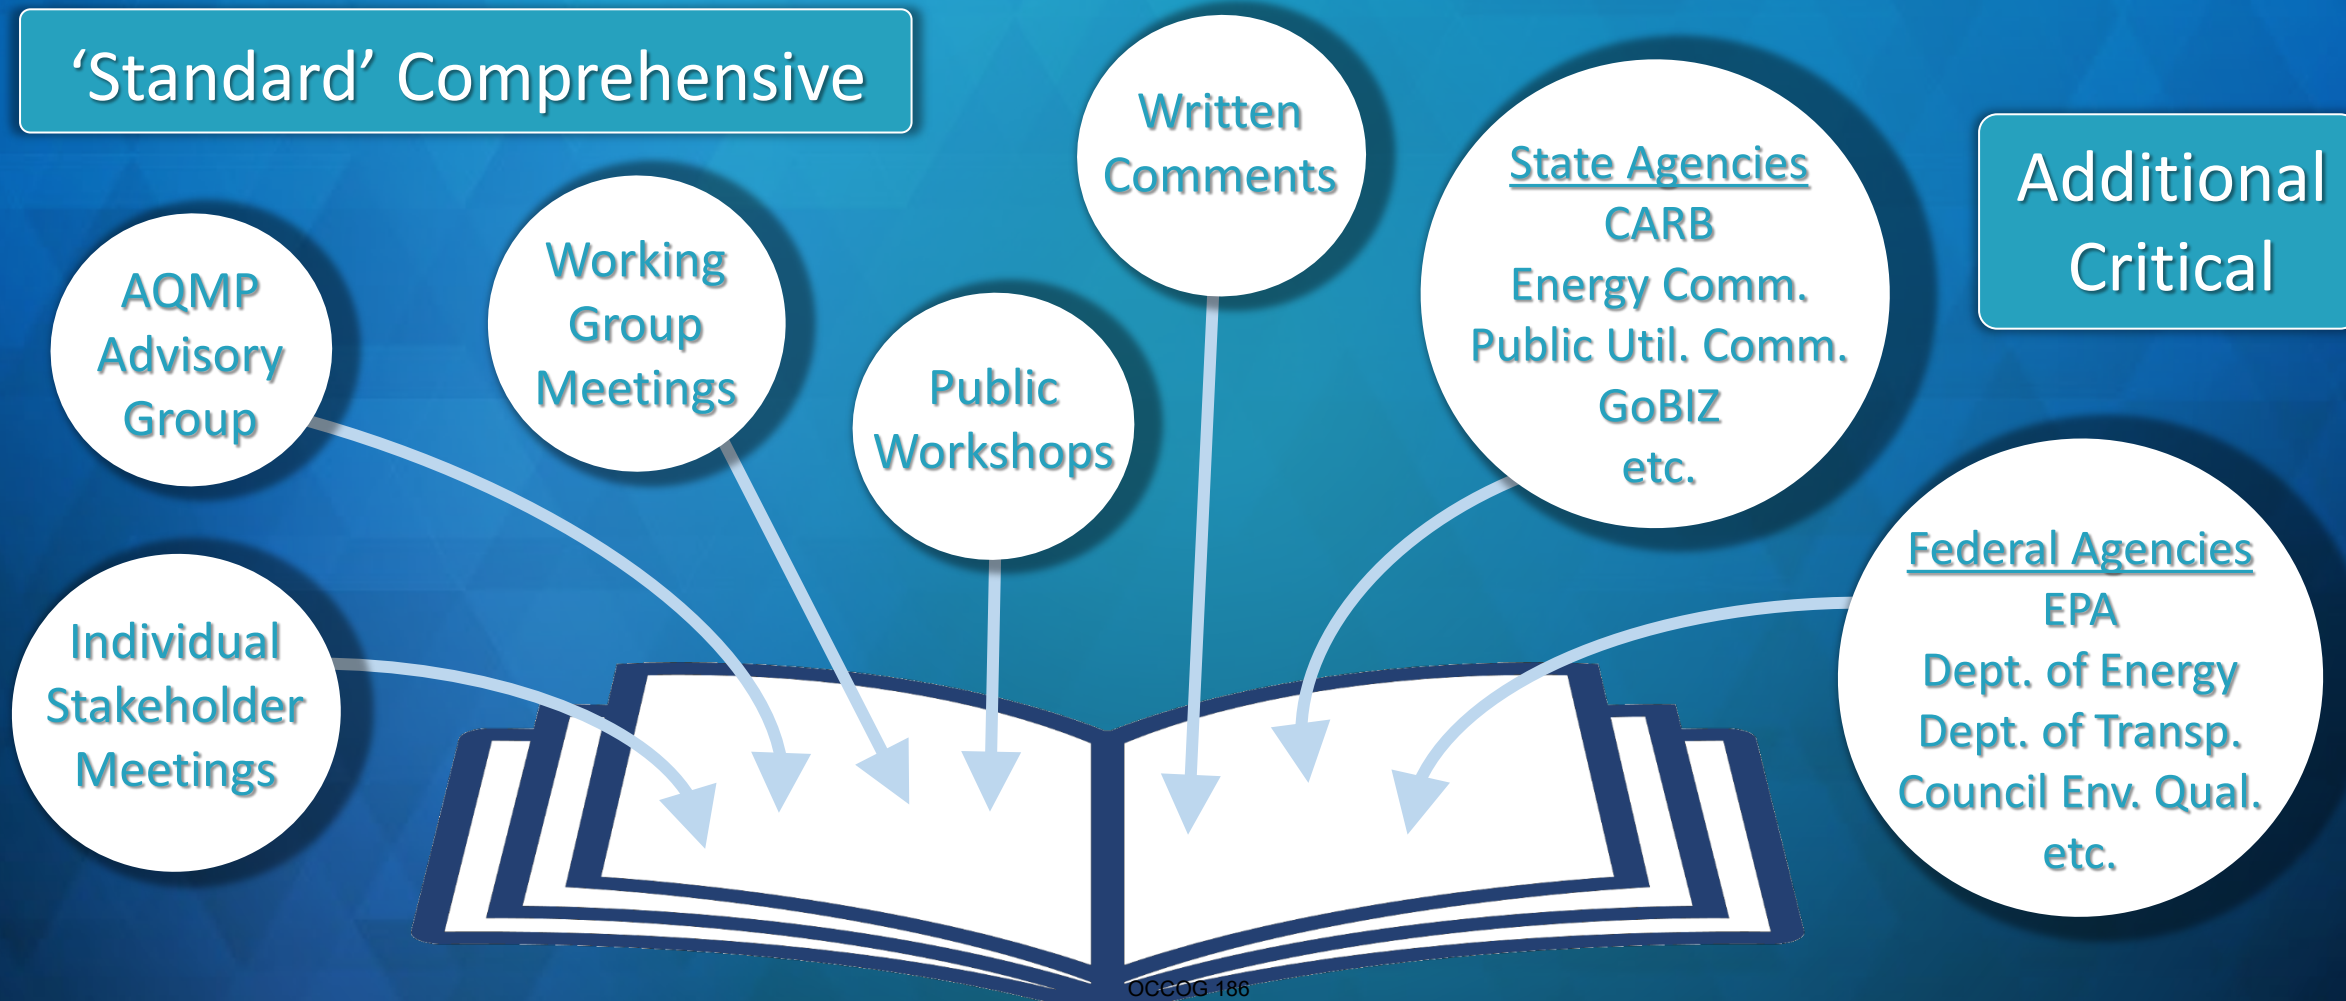 ‘Standard’ Comprehensive
Additional
Critical
AQMP
Advisory
Group
Individual
Stakeholder
Meetings
Working
Group
Meetings
Public
Workshops
Written
Comments
State Agencies
CARB
Energy Comm.
Public Util. Comm.
GoBIZ
etc.
Federal Agencies
EPA
Dept. of Energy
Dept. of Transp.
Council Env. Qual.
etc.
OCCOG 186